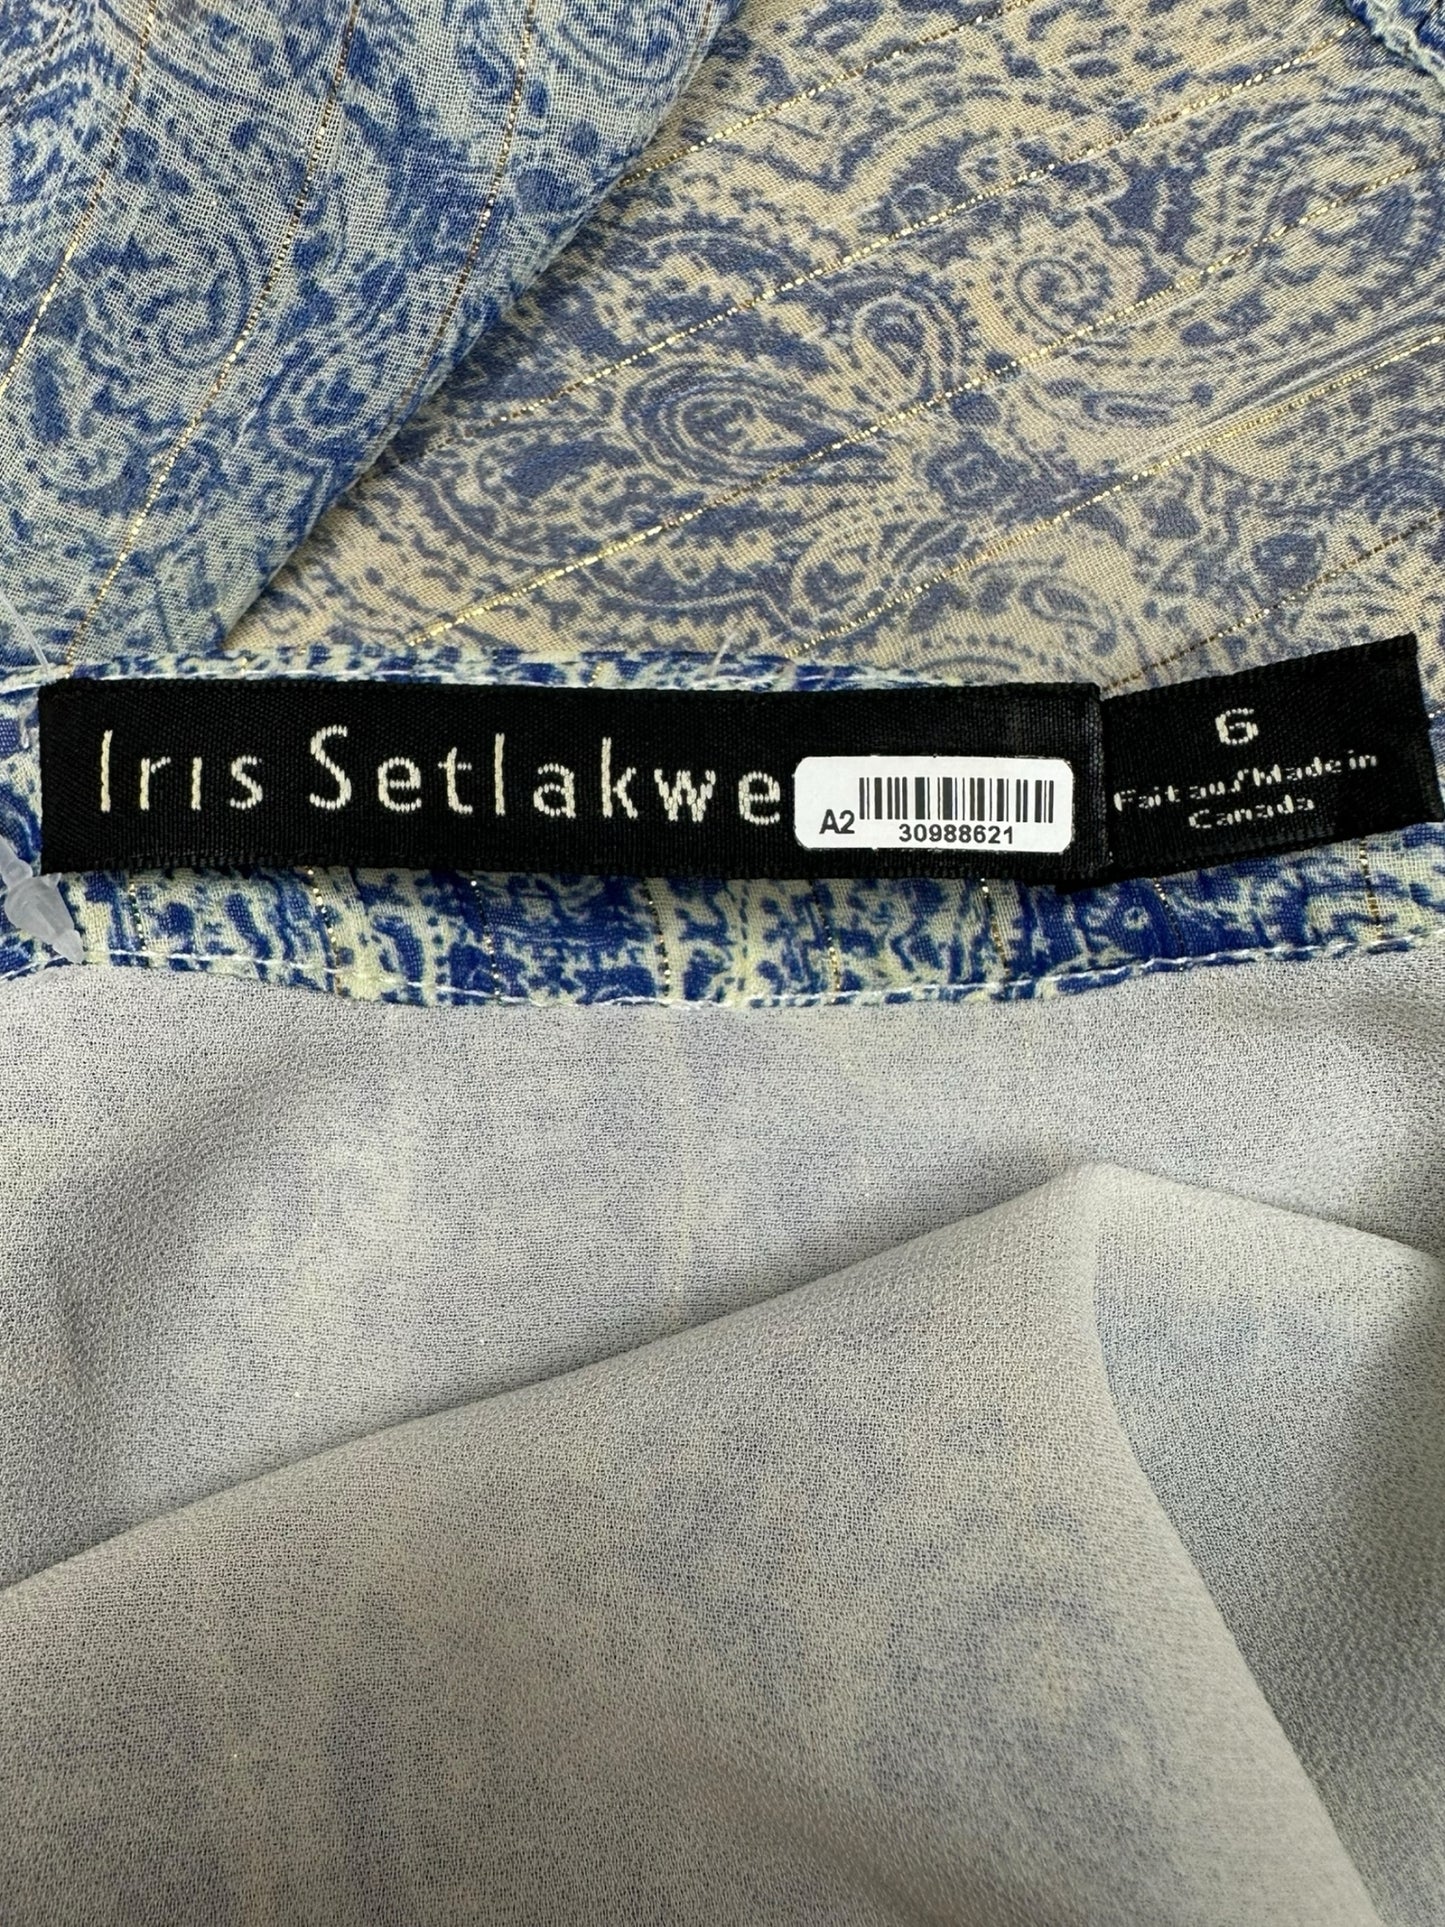 Iris Setlakwe
A2
30988621
6
Fait au/Made in
Canada